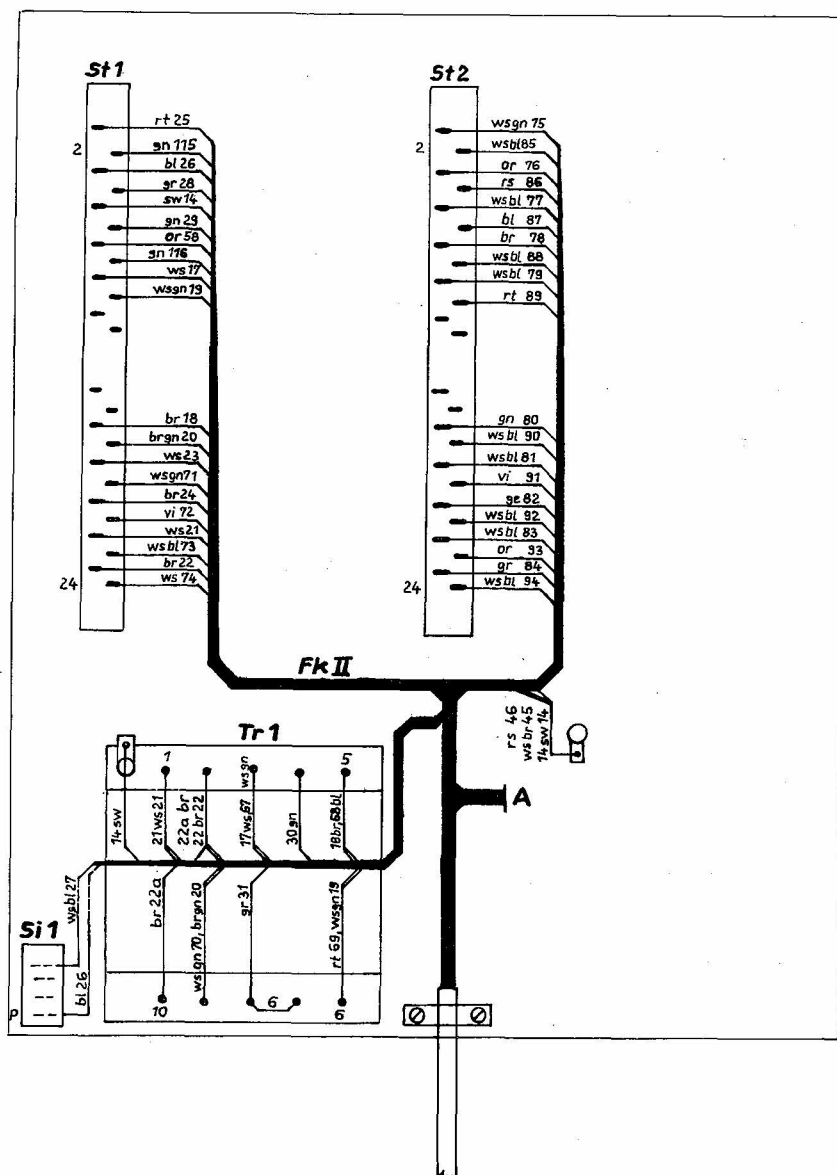 St1
2
rt 25
gn 115
bl 26
gr 28
sw 14
gn 29
or 58
gn 116
ws 17
wsgn 19
br 18
brgn 20
ws 23
wsgn 71
br 24
vi 72
ws 21
wsbl 73
br 22
ws 74
24
St2
2
wsgn 75
wsbl 85
or 76
rs 86
wsbl 77
bl 87
br 78
wsbl 88
wsbl 79
rt 89
gn 80
wsbl 90
wsbl 81
vi 91
ge 82
wsbl 92
wsbl 83
or 93
gr 84
wsbl 94
24
Fk II
rs 46
wsbr 45
14 sw 14
A
Tr 1
1
5
14 sw
21 ws 21
22a br
22 br 22
wsgn
17 ws, 67
30 gn
18 br, 68 bl
br 22a
wsgn 70, brgn 20
gr 31
rt 69, wsgn 19
10
6
6
Si 1
wsbl 27
bl 26
P